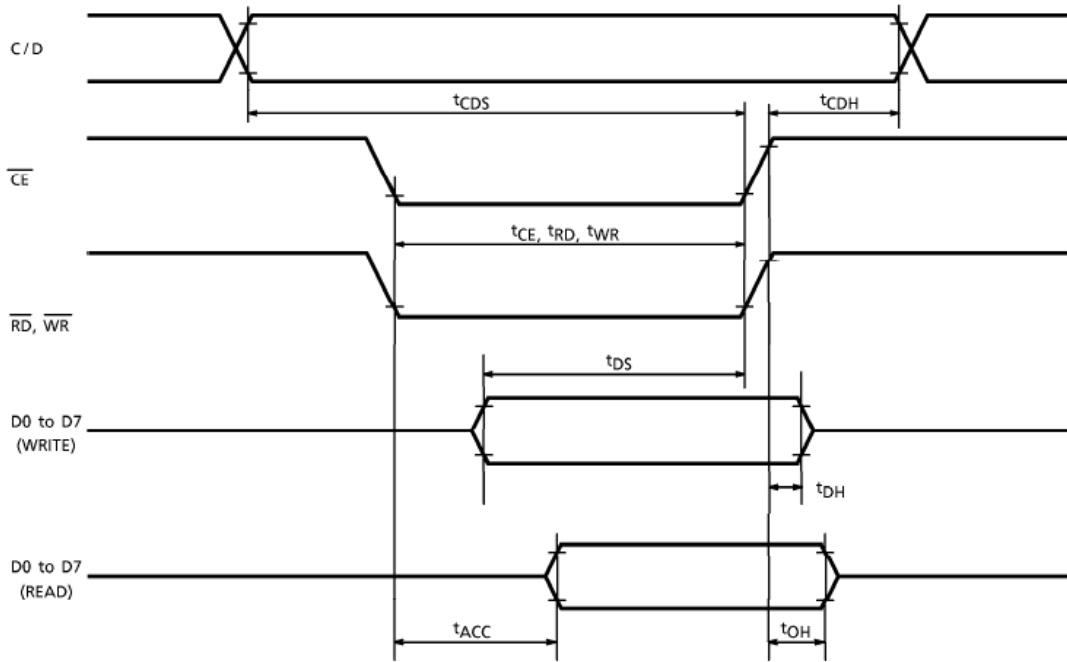 C/D
tCDS
tCDH
CE
tCE, tRD, tWR
RD, WR
tDS
D0 to D7
(WRITE)
tDH
D0 to D7
(READ)
tACC
tOH